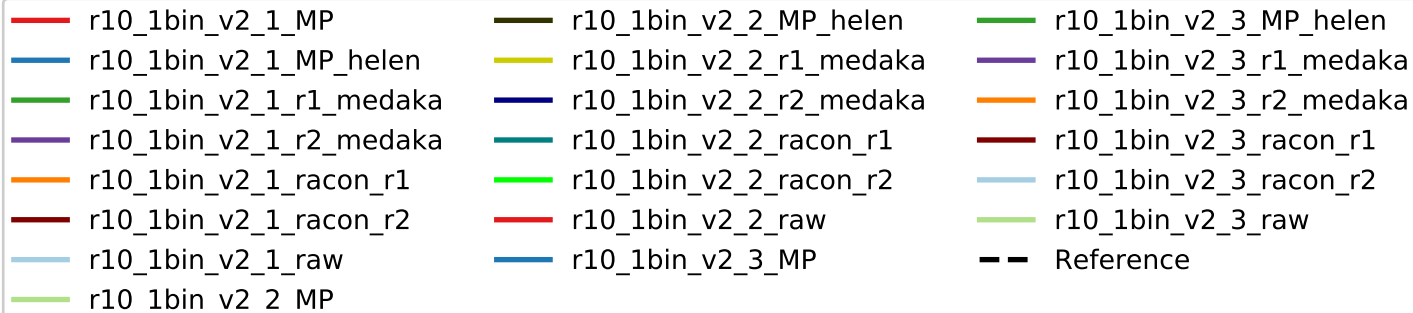 r10_1bin_v2_1_MP
r10_1bin_v2_1_MP_helen
r10_1bin_v2_1_r1_medaka
r10_1bin_v2_1_r2_medaka
r10_1bin_v2_1_racon_r1
r10_1bin_v2_1_racon_r2
r10_1bin_v2_1_raw
r10_1bin_v2_2_MP
r10_1bin_v2_2_MP_helen
r10_1bin_v2_2_r1_medaka
r10_1bin_v2_2_r2_medaka
r10_1bin_v2_2_racon_r1
r10_1bin_v2_2_racon_r2
r10_1bin_v2_2_raw
r10_1bin_v2_3_MP
r10_1bin_v2_3_MP_helen
r10_1bin_v2_3_r1_medaka
r10_1bin_v2_3_r2_medaka
r10_1bin_v2_3_racon_r1
r10_1bin_v2_3_racon_r2
r10_1bin_v2_3_raw
Reference